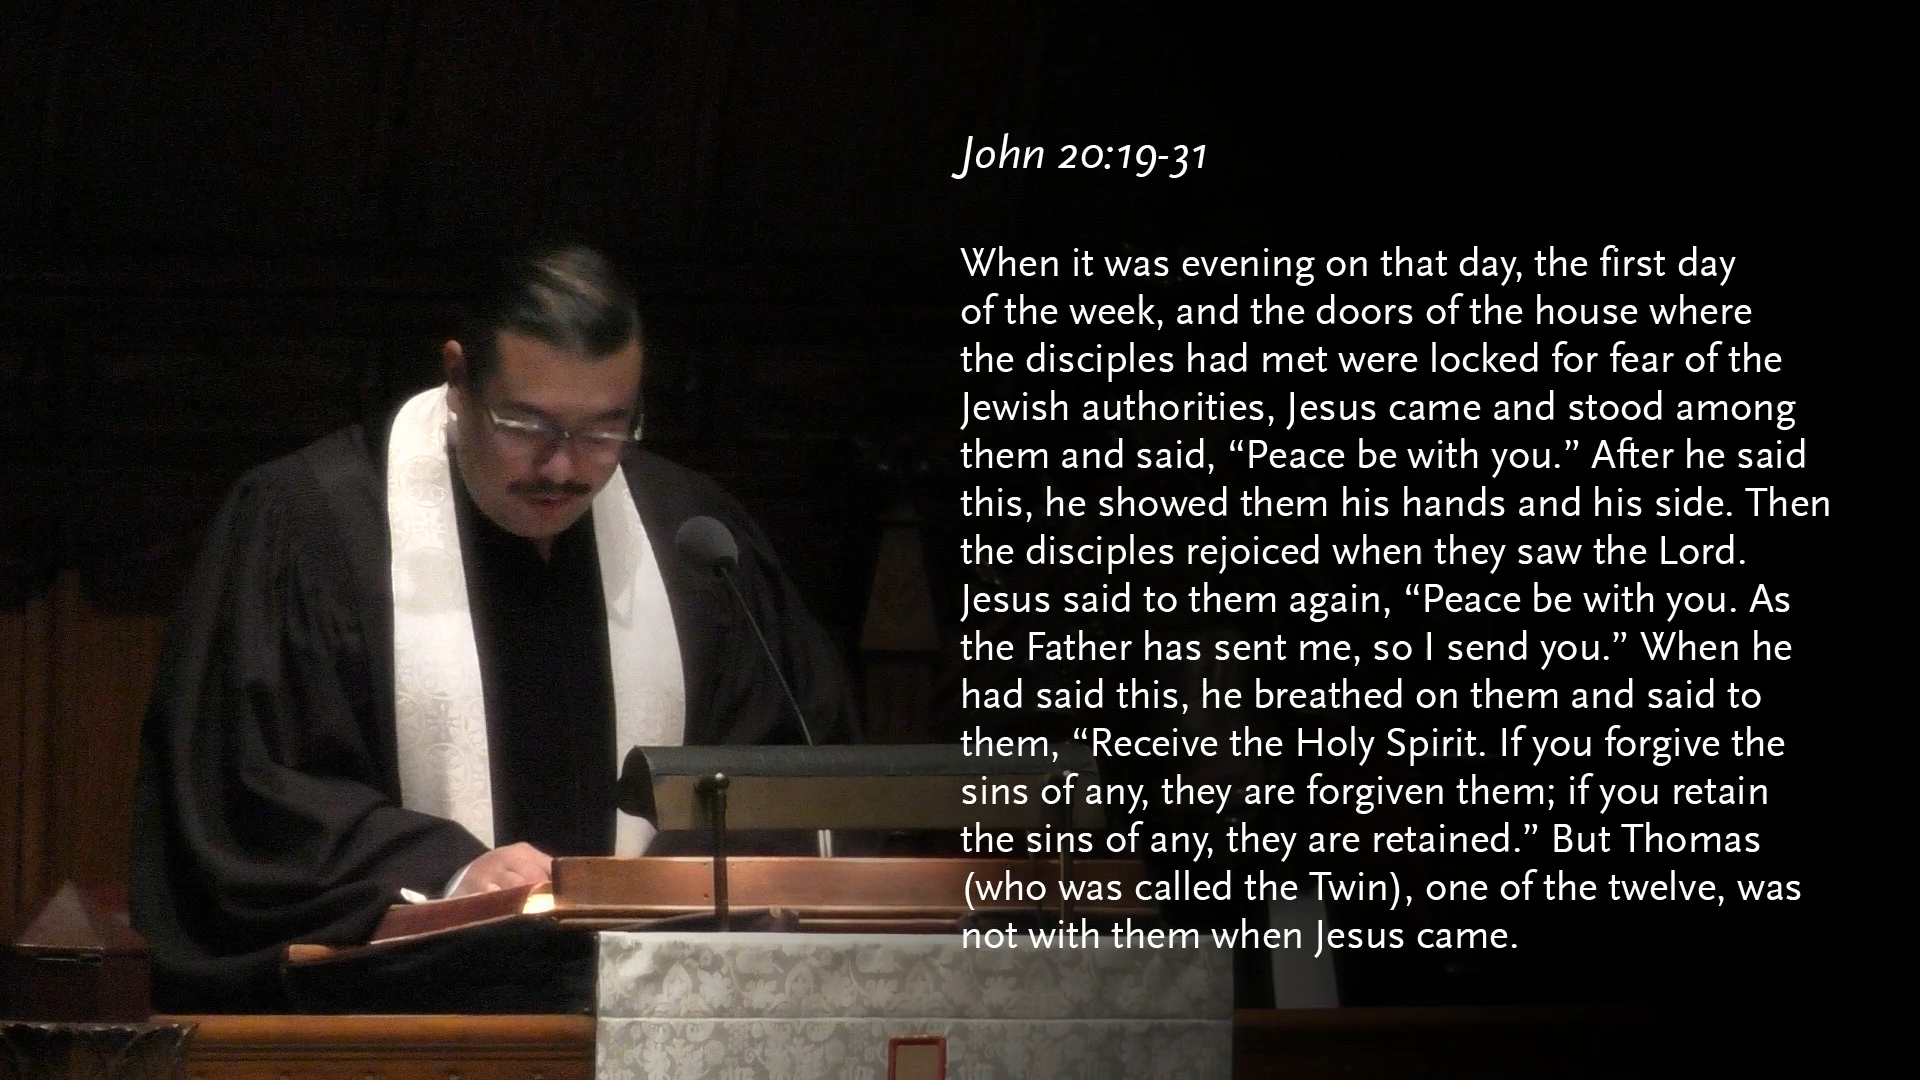 John 20:19-31
When it was evening on that day, the first day
of the week, and the doors of the house where
the disciples had met were locked for fear of the
Jewish authorities, Jesus came and stood among
them and said, “Peace be with you.” After he said
this, he showed them his hands and his side. Then
the disciples rejoiced when they saw the Lord.
Jesus said to them again, “Peace be with you. As
the Father has sent me, so I send you.” When he
had said this, he breathed on them and said to
them, “Receive the Holy Spirit. If you forgive the
sins of any, they are forgiven them; if you retain
the sins of any, they are retained.” But Thomas
(who was called the Twin), one of the twelve, was
not with them when Jesus came.